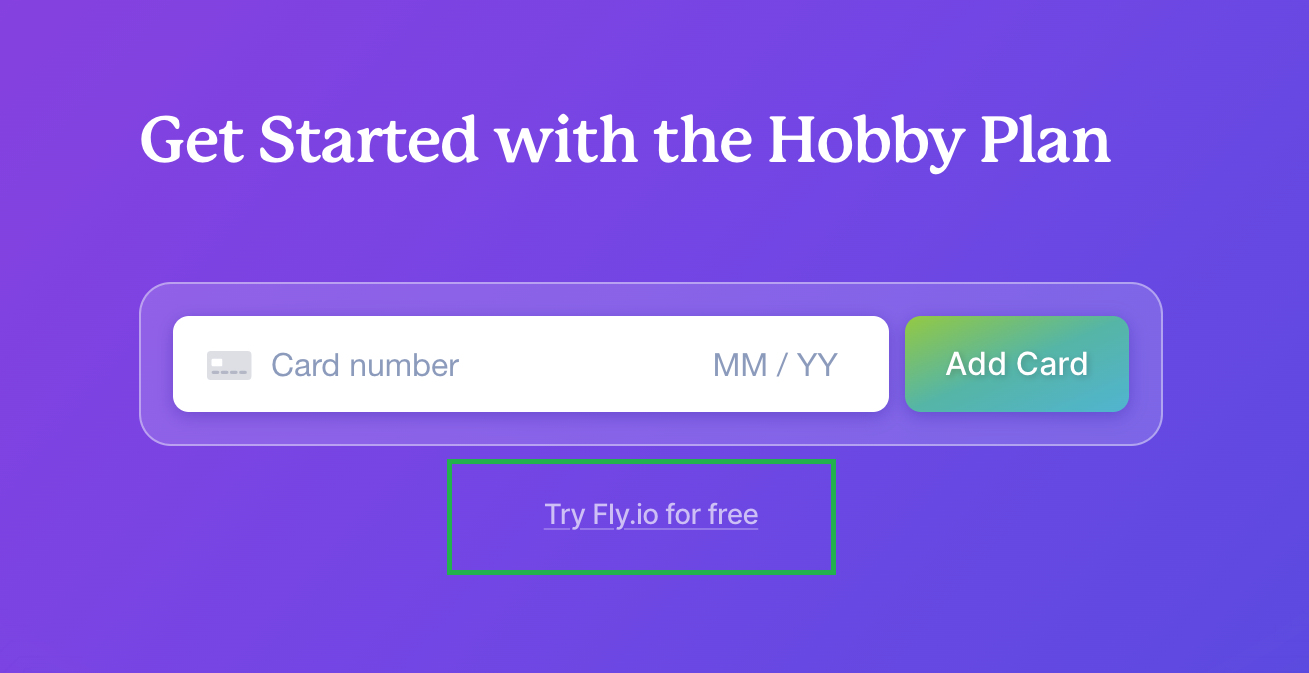 Get Started with the Hobby Plan
Card number MM / YY Add Card
Try Fly.io for free